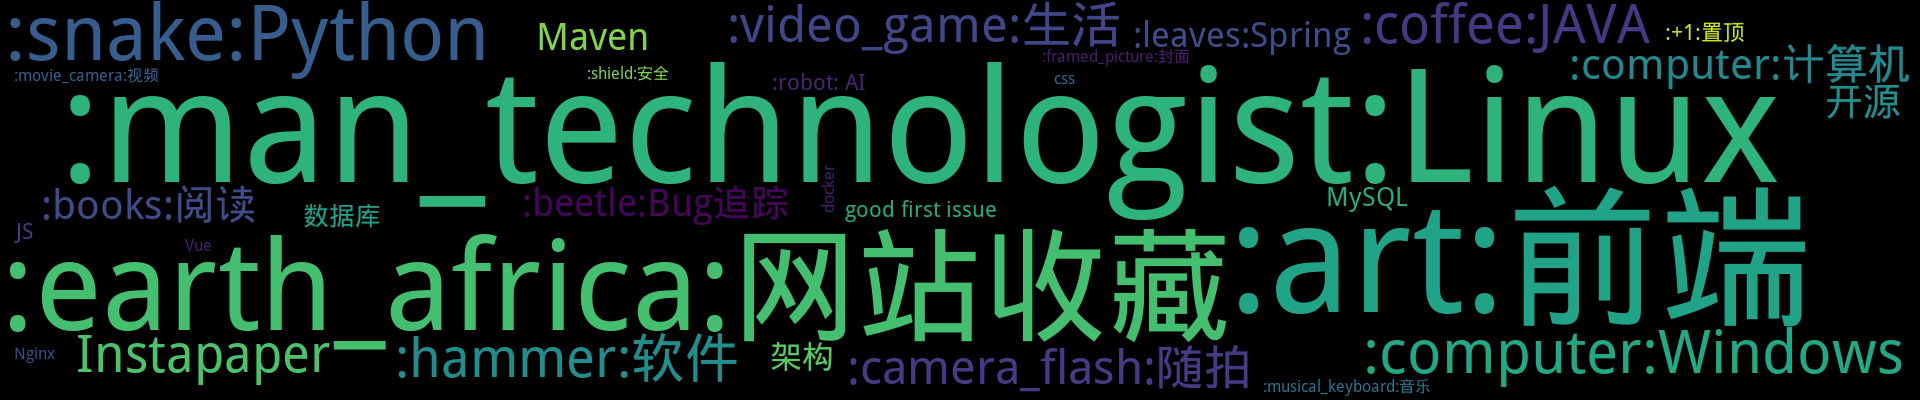 :snake:Python
Maven
:video_game:生活
:leaves:Spring
:coffee:JAVA
:+1:置顶
:movie_camera:视频
:shield:安全
:robot: AI
:framed_picture:封面
css
:computer:计算机
开源
:man_technologist:Linux
:books:阅读
数据库
:beetle:Bug追踪
docker
good first issue
MySQL
JS
Vue
:earth_africa:网站收藏
:art:前端
Nginx
Instapaper
:hammer:软件
架构
:camera_flash:随拍
:computer:Windows
:musical_keyboard:音乐